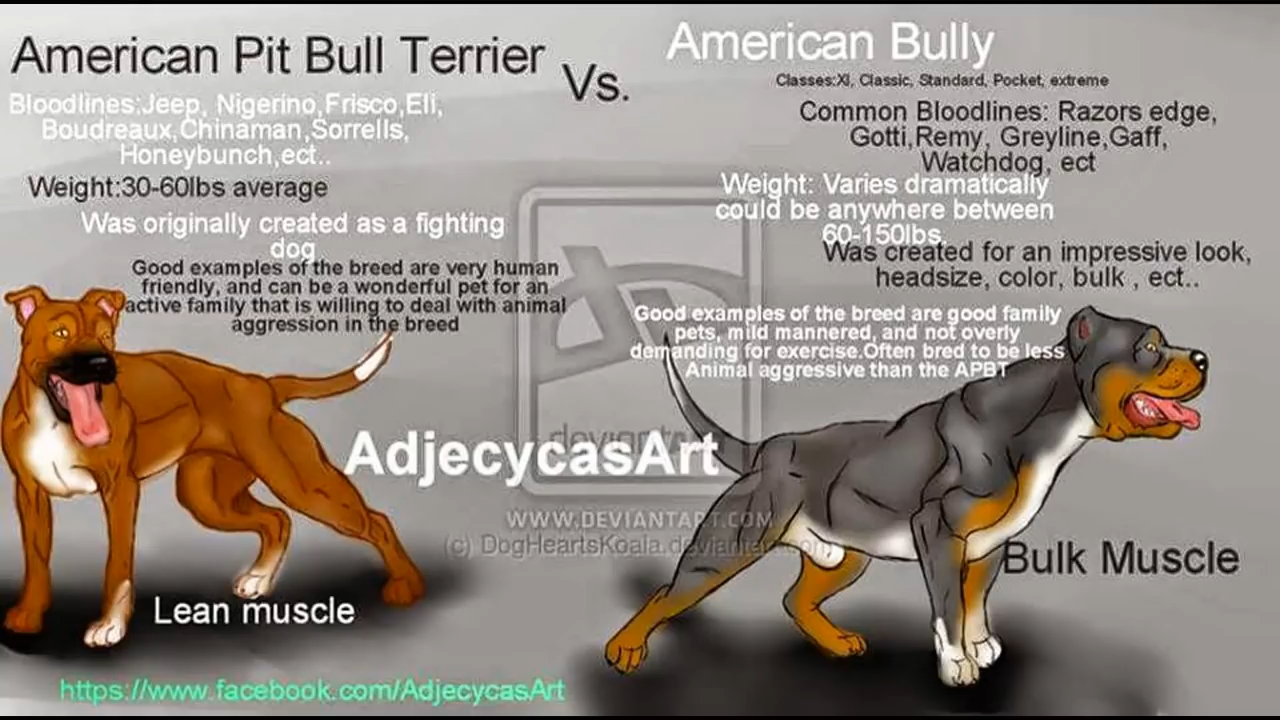 American Pit Bull Terrier
Bloodlines:Jeep, Nigerino,Frisco,Eli,
Boudreaux,Chinaman,Sorrells,
Honeybunch,ect..
Weight:30-60lbs average
Was originally created as a fighting
dog
Good examples of the breed are very human
friendly, and can be a wonderful pet for an
active family that is willing to deal with animal
aggression in the breed
Vs.
American Bully
Classes:Xl, Classic, Standard, Pocket, extreme
Common Bloodlines: Razors edge,
Gotti,Remy, Greyline,Gaff,
Watchdog, ect
Weight: Varies dramatically
could be anywhere between
60-150lbs
Was created for an impressive look,
headsize, color, bulk , ect..
Good examples of the breed are good family
pets, mild mannered, and not overly
demanding for exercise.Often bred to be less
Animal aggressive than the APBT
deviantart
AdjecycasArt
WWW.DEVIANTART.COM
(c) DogHeartsKoala.deviantart.com
Bulk Muscle
Lean muscle
https://www.facebook.com/AdjecycasArt